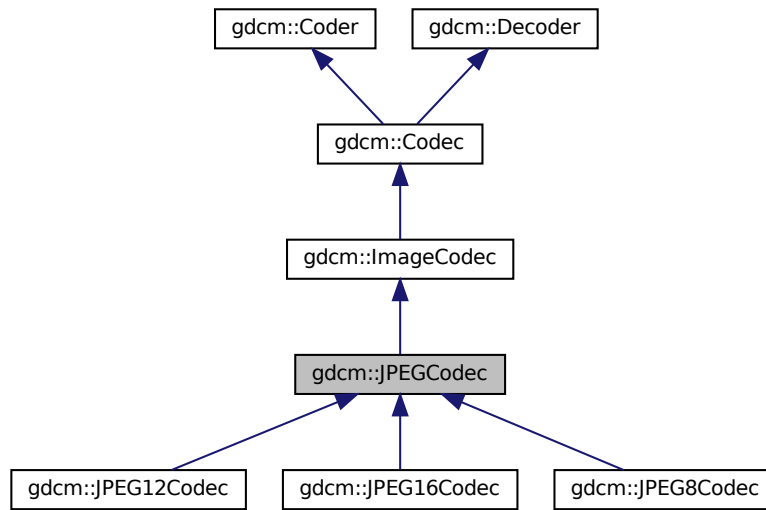 gdcm::Coder
gdcm::Decoder
gdcm::Codec
gdcm::ImageCodec
gdcm::JPEGCodec
gdcm::JPEG12Codec
gdcm::JPEG16Codec
gdcm::JPEG8Codec